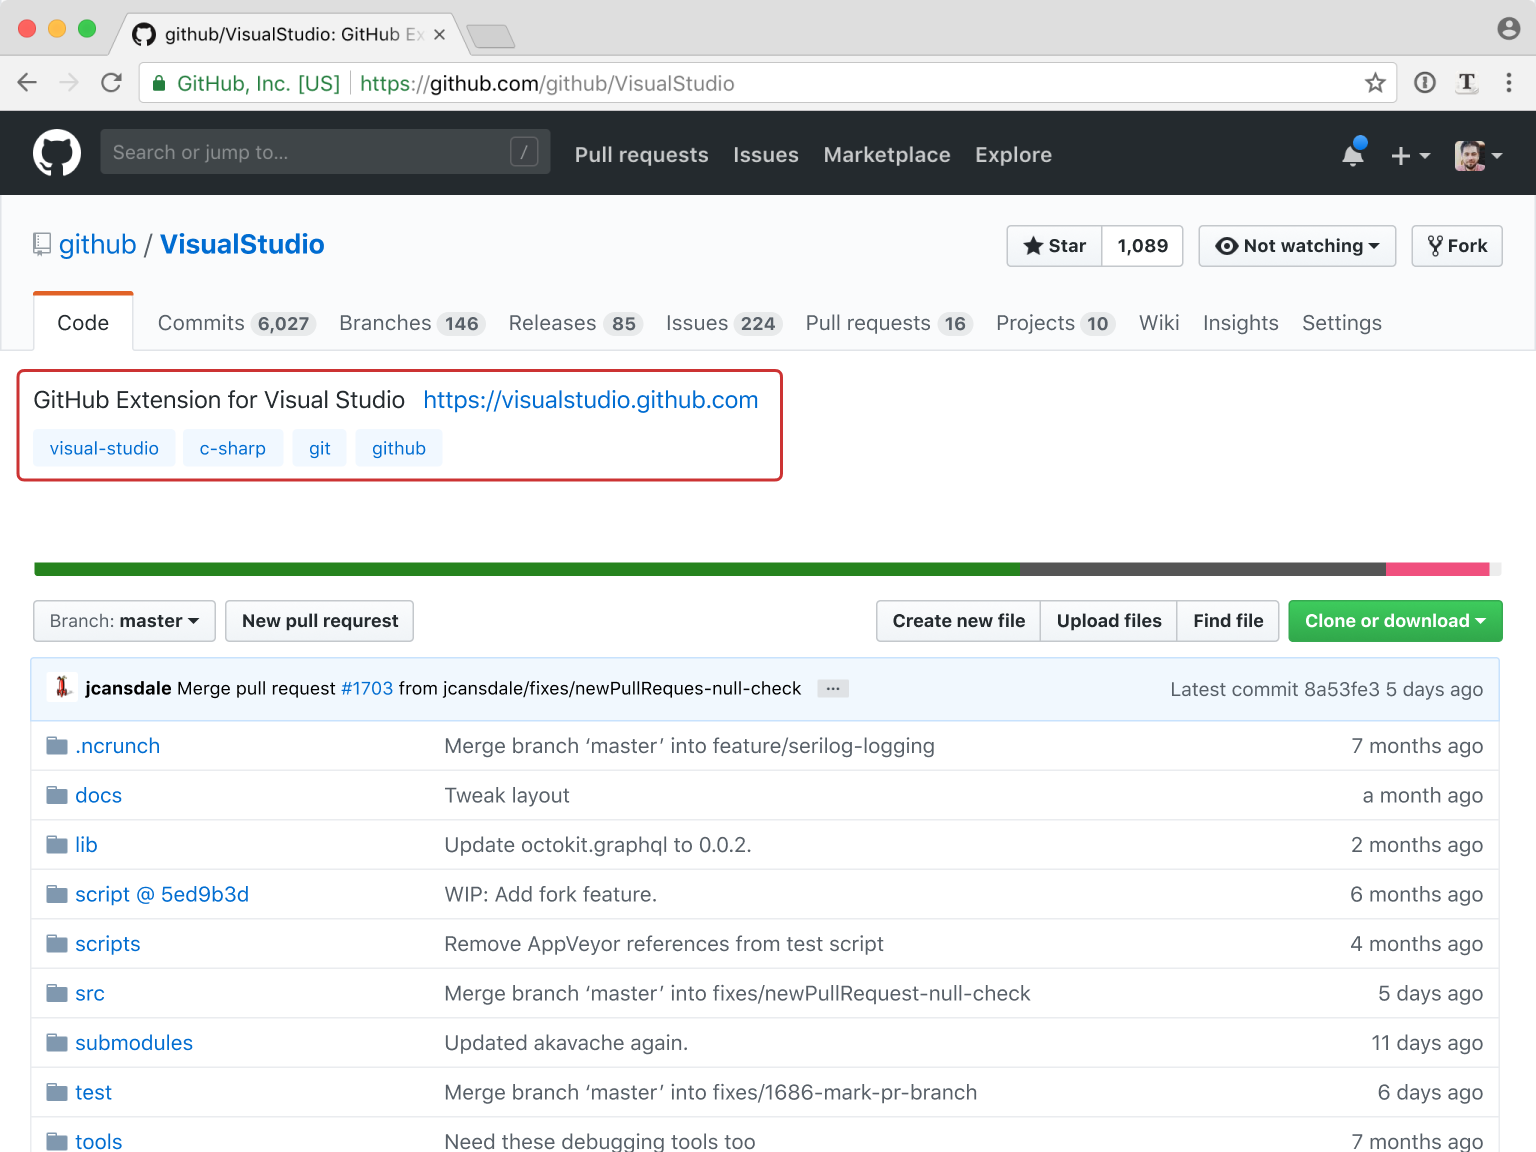 github/VisualStudio: GitHub Ex
GitHub, Inc. [US] https://github.com/github/VisualStudio
Search or jump to... / Pull requests Issues Marketplace Explore
github / VisualStudio Star 1,089 Not watching Fork
Code Commits 6,027 Branches 146 Releases 85 Issues 224 Pull requests 16 Projects 10 Wiki Insights Settings
GitHub Extension for Visual Studio https://visualstudio.github.com
visual-studio c-sharp git github
Branch: master New pull requrest Create new file Upload files Find file Clone or download
jcansdale Merge pull request #1703 from jcansdale/fixes/newPullReques-null-check ... Latest commit 8a53fe3 5 days ago
.ncrunch Merge branch ‘master’ into feature/serilog-logging 7 months ago
docs Tweak layout a month ago
lib Update octokit.graphql to 0.0.2. 2 months ago
script @ 5ed9b3d WIP: Add fork feature. 6 months ago
scripts Remove AppVeyor references from test script 4 months ago
src Merge branch ‘master’ into fixes/newPullRequest-null-check 5 days ago
submodules Updated akavache again. 11 days ago
test Merge branch ‘master’ into fixes/1686-mark-pr-branch 6 days ago
tools Need these debugging tools too 7 months ago